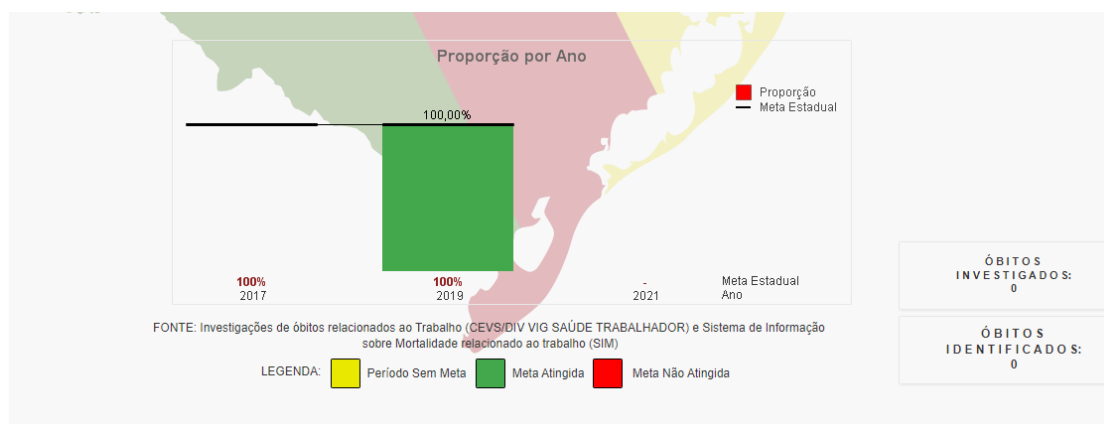 Proporção por Ano
Proporção
Meta Estadual
100,00%
100% 100% - Meta Estadual
2017 2019 2021 Ano
ÓBITOS
INVESTIGADOS:
0
ÓBITOS
IDENTIFICADOS:
0
FONTE: Investigações de óbitos relacionados ao Trabalho (CEVS/DIV VIG SAÚDE TRABALHADOR) e Sistema de Informação
sobre Mortalidade relacionado ao trabalho (SIM)
LEGENDA: Período Sem Meta Meta Atingida Meta Não Atingida